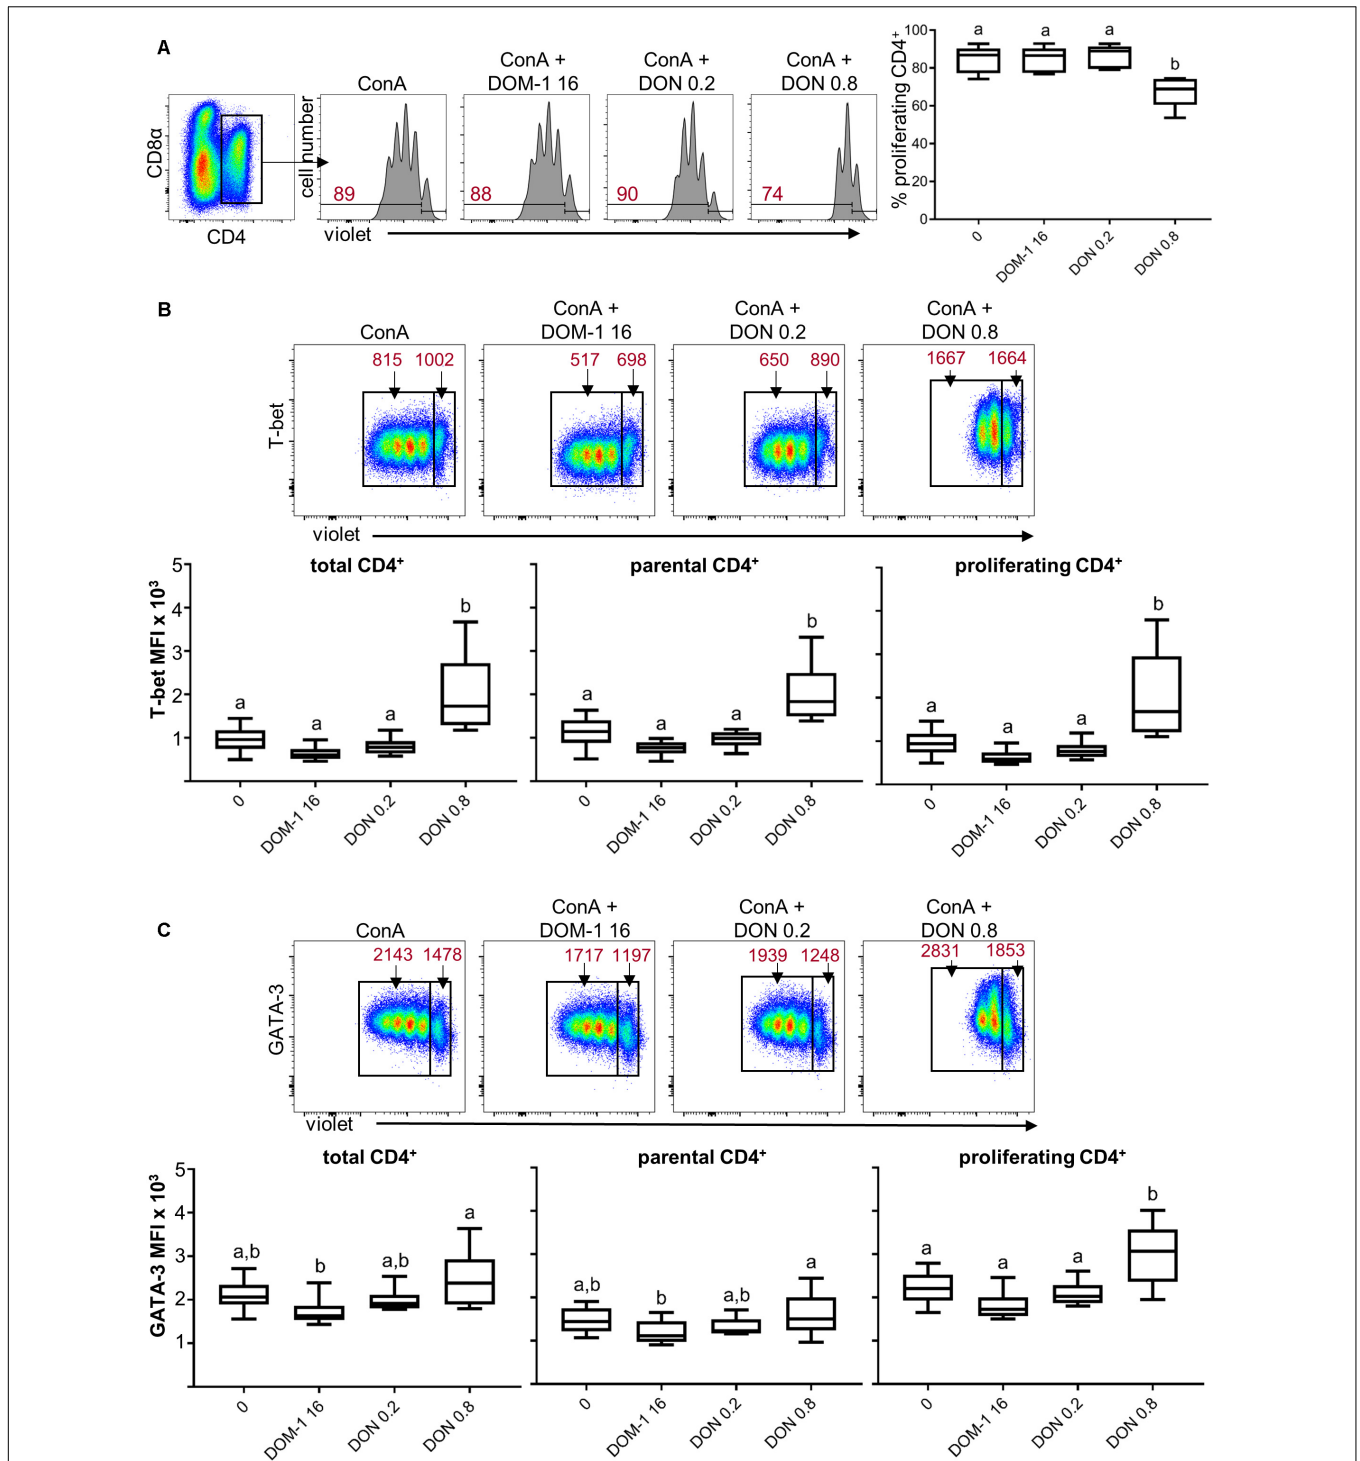 A
ConA
ConA +
DOM-1 16
ConA +
DON 0.2
ConA +
DON 0.8
CD8α
CD4
cell number
89
88
90
74
violet
% proliferating CD4+
100
80
60
40
20
0
a
a
a
b
0
DOM-1 16
DON 0.2
DON 0.8
B
ConA
ConA +
DOM-1 16
ConA +
DON 0.2
ConA +
DON 0.8
815 1002
517 698
650 890
1667 1664
T-bet
violet
total CD4+
parental CD4+
proliferating CD4+
T-bet MFI x 10³
5
4
3
2
1
a
a
a
b
a
a
a
b
a
a
a
b
0
DOM-1 16
DON 0.2
DON 0.8
0
DOM-1 16
DON 0.2
DON 0.8
0
DOM-1 16
DON 0.2
DON 0.8
C
ConA
ConA +
DOM-1 16
ConA +
DON 0.2
ConA +
DON 0.8
2143 1478
1717 1197
1939 1248
2831 1853
GATA-3
violet
total CD4+
parental CD4+
proliferating CD4+
GATA-3 MFI x 10³
5
4
3
2
1
a,b
b
a,b
a
a,b
b
a,b
a
a
a
a
b
0
DOM-1 16
DON 0.2
DON 0.8
0
DOM-1 16
DON 0.2
DON 0.8
0
DOM-1 16
DON 0.2
DON 0.8